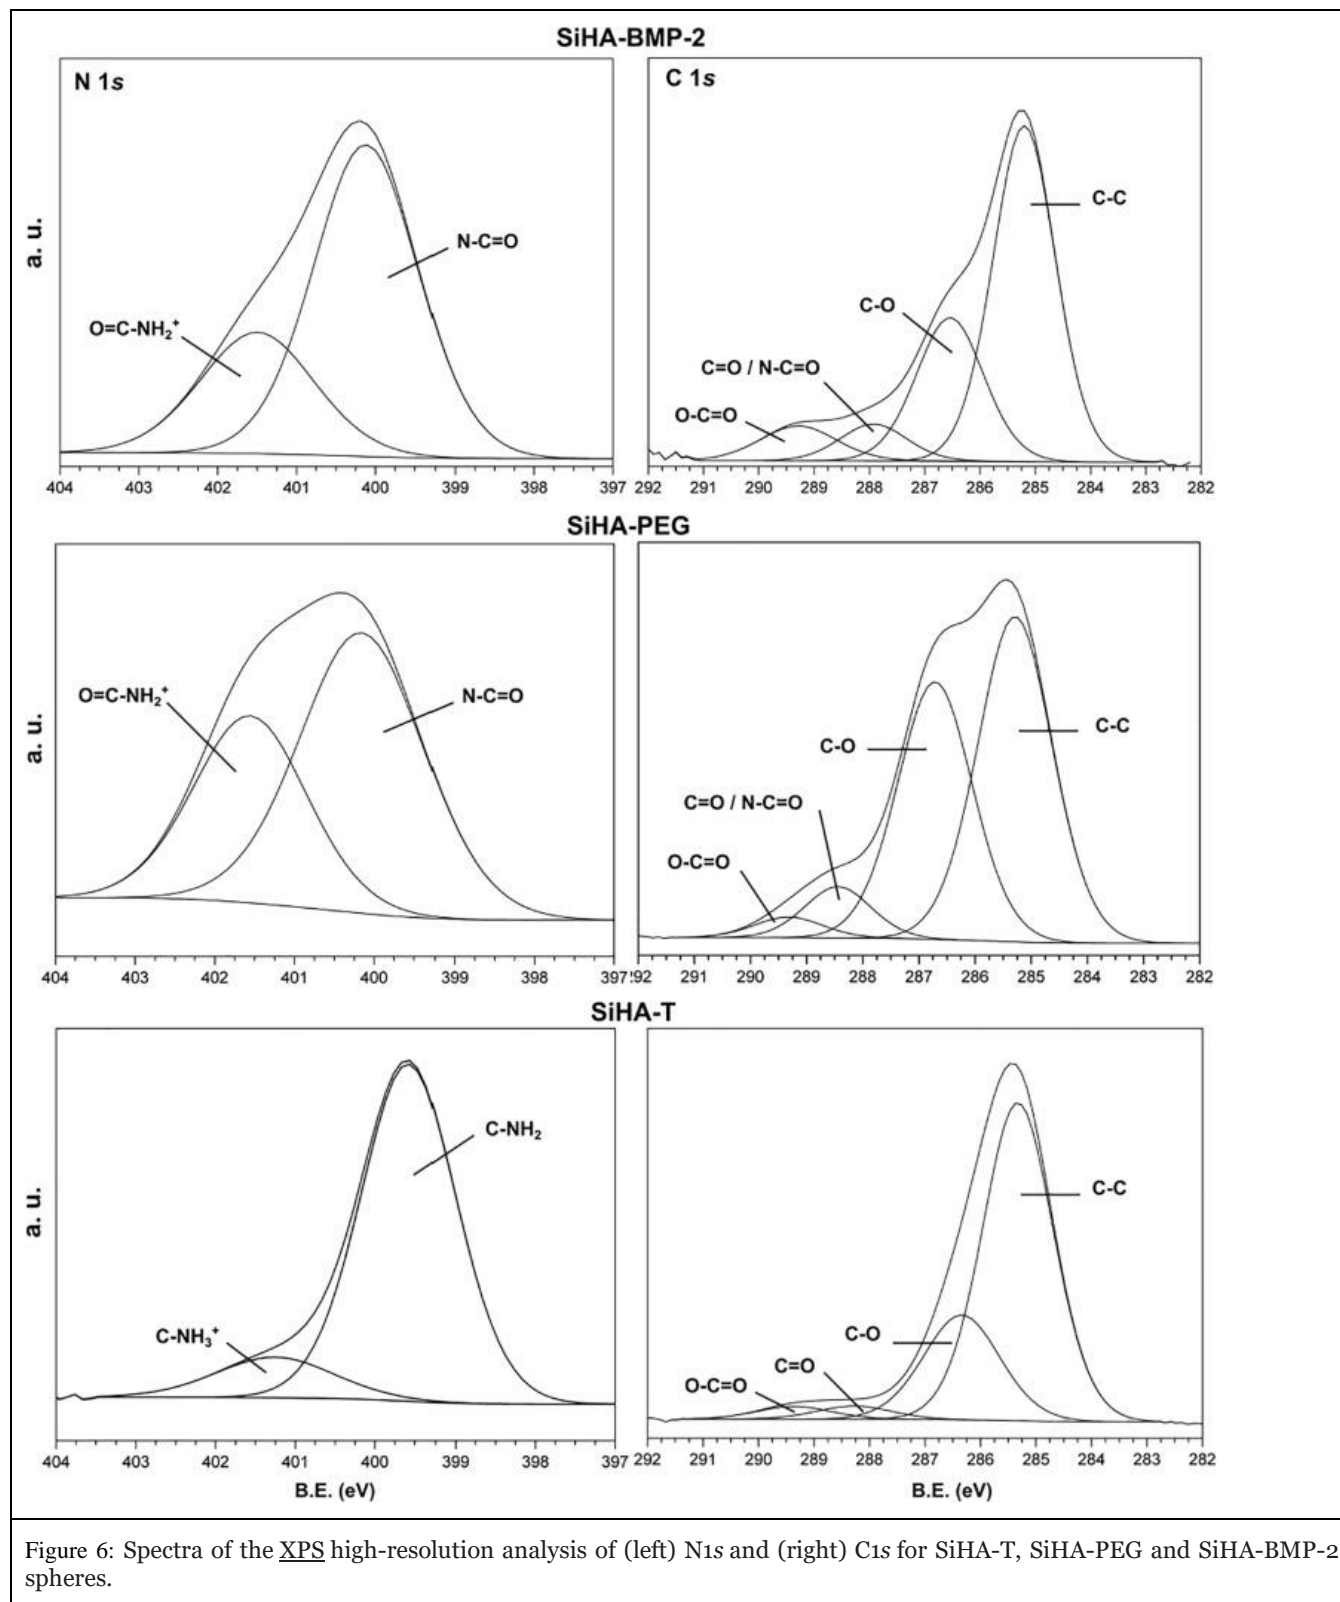 SiHA-BMP-2
N 1s
C 1s
a. u.
O=C-NH₂⁺
N-C=O
C-C
C-O
C=O / N-C=O
O-C=O
404 403 402 401 400 399 398 397
292 291 290 289 288 287 286 285 284 283 282
SiHA-PEG
a. u.
O=C-NH₂⁺
N-C=O
C-O
C-C
C=O / N-C=O
O-C=O
404 403 402 401 400 399 398 397
292 291 290 289 288 287 286 285 284 283 282
SiHA-T
a. u.
C-NH₂
C-NH₃⁺
C-C
C-O
C=O
O-C=O
404 403 402 401 400 399 398 397
292 291 290 289 288 287 286 285 284 283 282
B.E. (eV)
B.E. (eV)
Figure 6: Spectra of the XPS high-resolution analysis of (left) N1s and (right) C1s for SiHA-T, SiHA-PEG and SiHA-BMP-2
spheres.